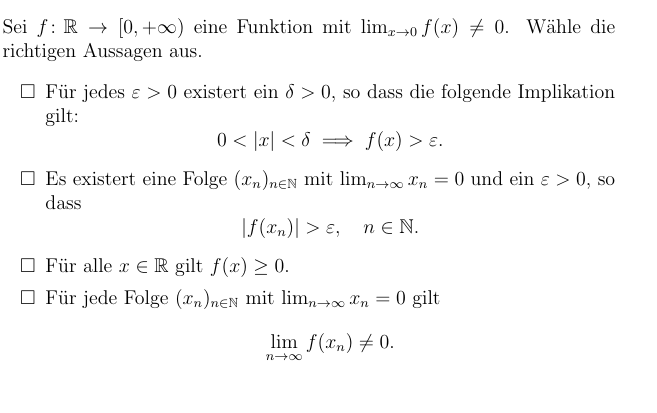 Sei f: ℝ → [0, +∞) eine Funktion mit lim_{x→0} f(x) ≠ 0. Wähle die
richtigen Aussagen aus.
☐ Für jedes ε > 0 existert ein δ > 0, so dass die folgende Implikation
gilt:
0 < |x| < δ ⟹ f(x) > ε.
☐ Es existert eine Folge (x_n)_{n∈ℕ} mit lim_{n→∞} x_n = 0 und ein ε > 0, so
dass
|f(x_n)| > ε, n ∈ ℕ.
☐ Für alle x ∈ ℝ gilt f(x) ≥ 0.
☐ Für jede Folge (x_n)_{n∈ℕ} mit lim_{n→∞} x_n = 0 gilt
lim_{n→∞} f(x_n) ≠ 0.